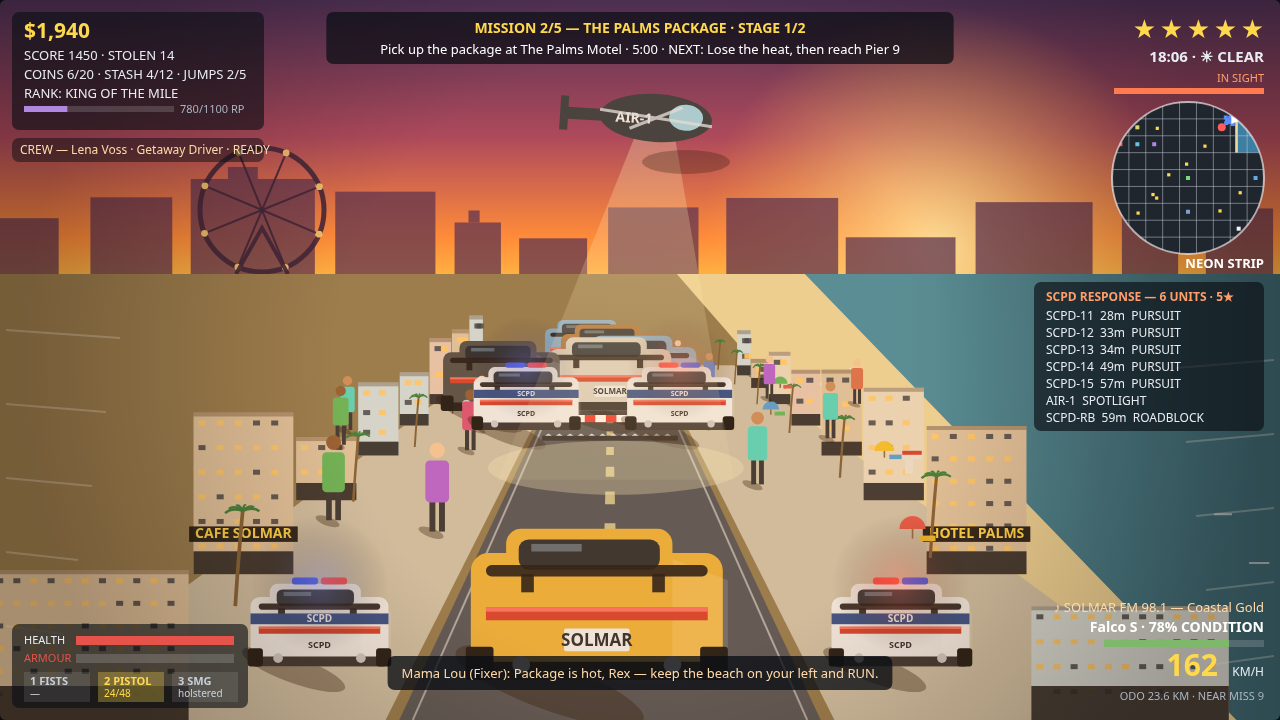 $1,940
SCORE 1450 · STOLEN 14
COINS 6/20 · STASH 4/12 · JUMPS 2/5
RANK: KING OF THE MILE
780/1100 RP
CREW — Lena Voss · Getaway Driver · READY
MISSION 2/5 — THE PALMS PACKAGE · STAGE 1/2
Pick up the package at The Palms Motel · 5:00 · NEXT: Lose the heat, then reach Pier 9
AIR-1
★ ★ ★ ★ ★
18:06 · ☀ CLEAR
IN SIGHT
NEON STRIP
SCPD RESPONSE — 6 UNITS · 5★
SCPD-11 28m PURSUIT
SCPD-12 33m PURSUIT
SCPD-13 34m PURSUIT
SCPD-14 49m PURSUIT
SCPD-15 57m PURSUIT
AIR-1 SPOTLIGHT
SCPD-RB 59m ROADBLOCK
SOLMAR
SCPD
SCPD
SCPD
SCPD
CAFE SOLMAR
HOTEL PALMS
SCPD
SCPD
SCPD
SCPD
SOLMAR
Mama Lou (Fixer): Package is hot, Rex — keep the beach on your left and RUN.
HEALTH
ARMOUR
1 FISTS
—
2 PISTOL
24/48
3 SMG
holstered
♪ SOLMAR FM 98.1 — Coastal Gold
Falco S · 78% CONDITION
162 KM/H
ODO 23.6 KM · NEAR MISS 9